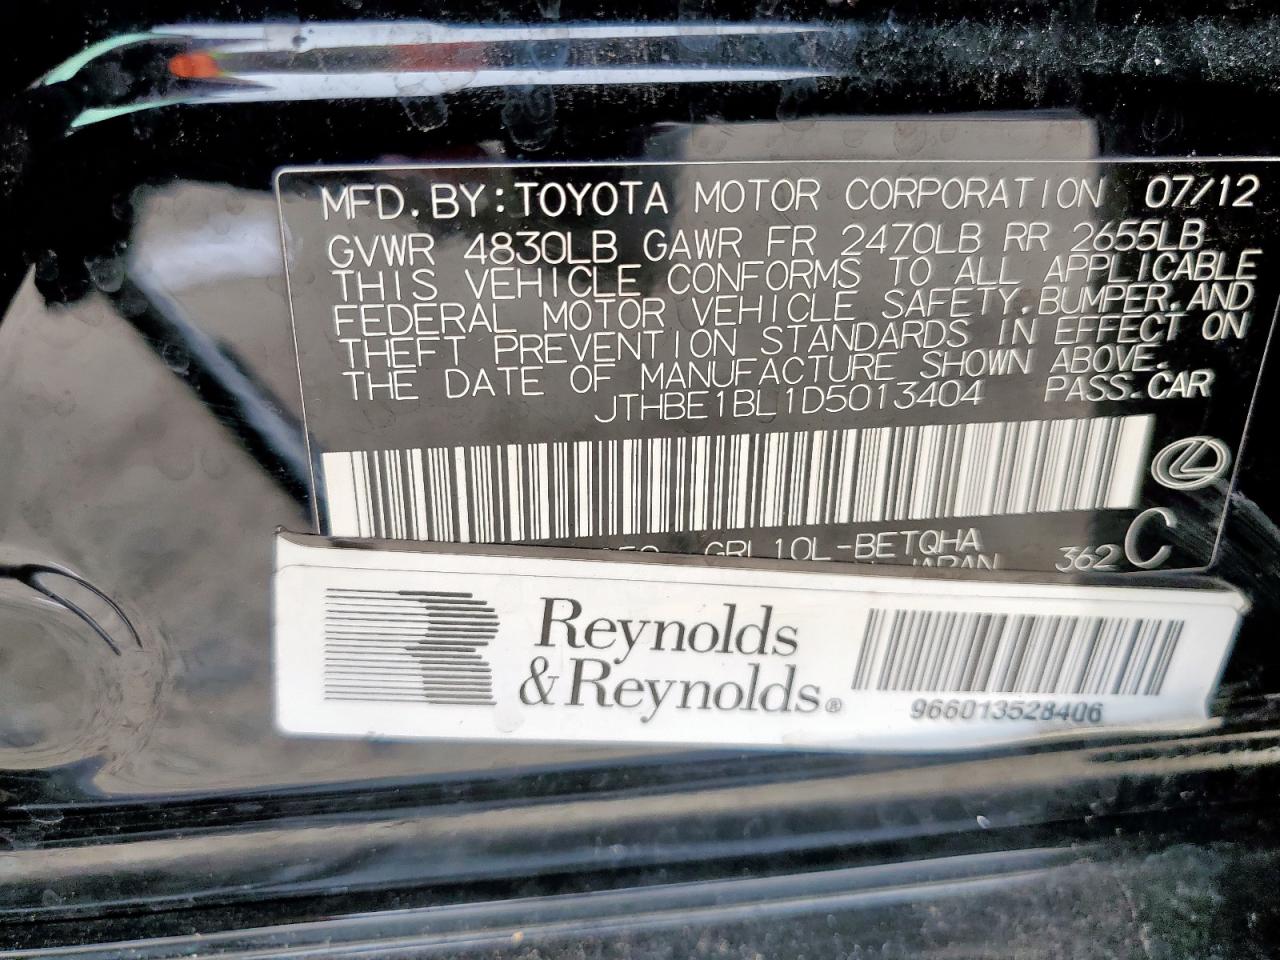 MFD. BY: TOYOTA MOTOR CORPORATION 07/12
GVWR 4830LB GAWR FR 2470LB RR 2655LB
THIS VEHICLE CONFORMS TO ALL APPLICABLE
FEDERAL MOTOR VEHICLE SAFETY, BUMPER, AND
THEFT PREVENTION STANDARDS IN EFFECT ON
THE DATE OF MANUFACTURE SHOWN ABOVE.
JTHBE1BL1D5013404 PASS. CAR
GRL10L-BETQHA
JAPAN 362 C
Reynolds
& Reynolds®
966013528406